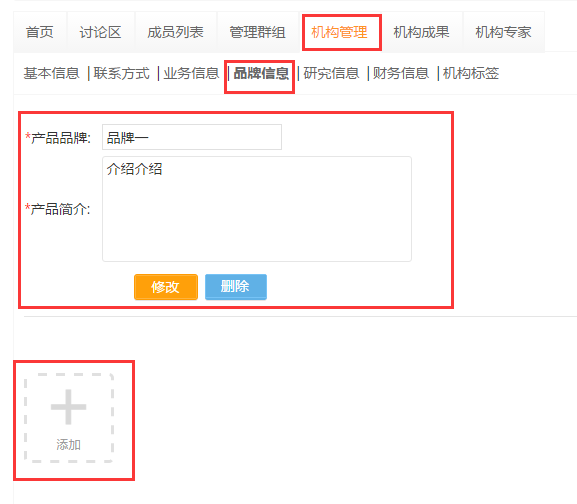 首页 讨论区 成员列表 管理群组 机构管理 机构成果 机构专家
基本信息 |联系方式 |业务信息 |品牌信息 |研究信息 |财务信息 |机构标签
*产品品牌: 品牌一
介绍介绍
*产品简介:
修改 删除
添加